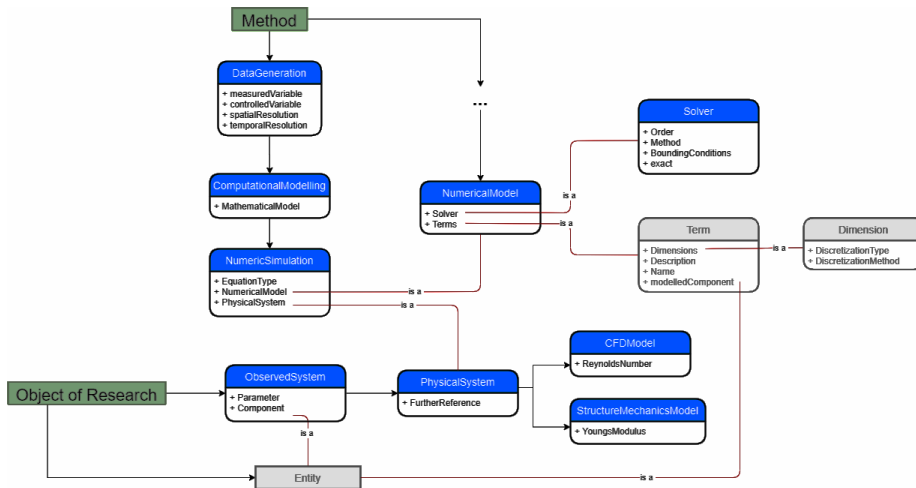 Method
DataGeneration
+ measuredVariable
+ controlledVariable
+ spatialResolution
+ temporalResolution
...
Solver
+ Order
+ Method
+ BoundingConditions
+ exact
ComputationalModelling
+ MathematicalModel
NumericalModel
+ Solver
+ Terms
is a
is a
Term
+ Dimensions
+ Description
+ Name
+ modelledComponent
is a
Dimension
+ DiscretizationType
+ DiscretizationMethod
NumericSimulation
+ EquationType
+ NumericalModel
+ PhysicalSystem
is a
is a
CFDModel
+ ReynoldsNumber
Object of Research
ObservedSystem
+ Parameter
+ Component
PhysicalSystem
+ FurtherReference
StructureMechanicsModel
+ YoungsModulus
is a
Entity
is a